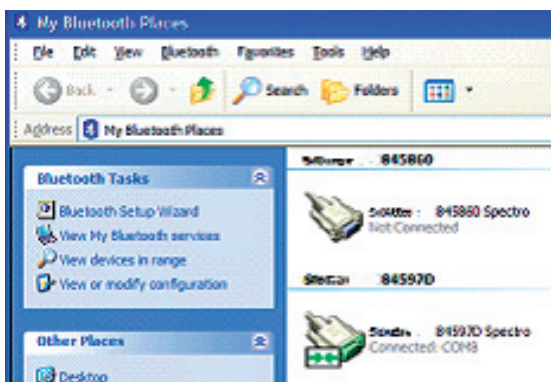 My Bluetooth Places
File Edit View Bluetooth Favorites Tools Help
Back Search Folders
Address My Bluetooth Places
845860
Bluetooth Tasks
Bluetooth Setup Wizard
View My Bluetooth services
View devices in range
View or modify configuration
845860 Spectro
Not Connected
84597D
84597D Spectro
Connected: COM8
Other Places
Desktop